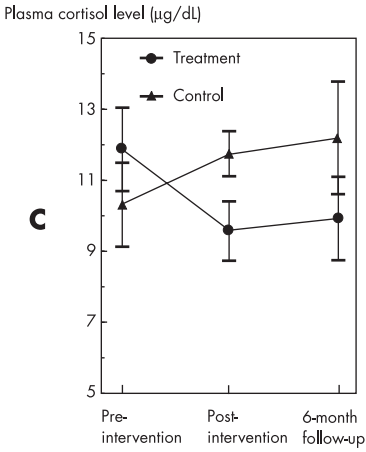 Plasma cortisol level (µg/dL)
15
Treatment
Control
13
11
C
9
7
5
Pre-
intervention
Post-
intervention
6-month
follow-up